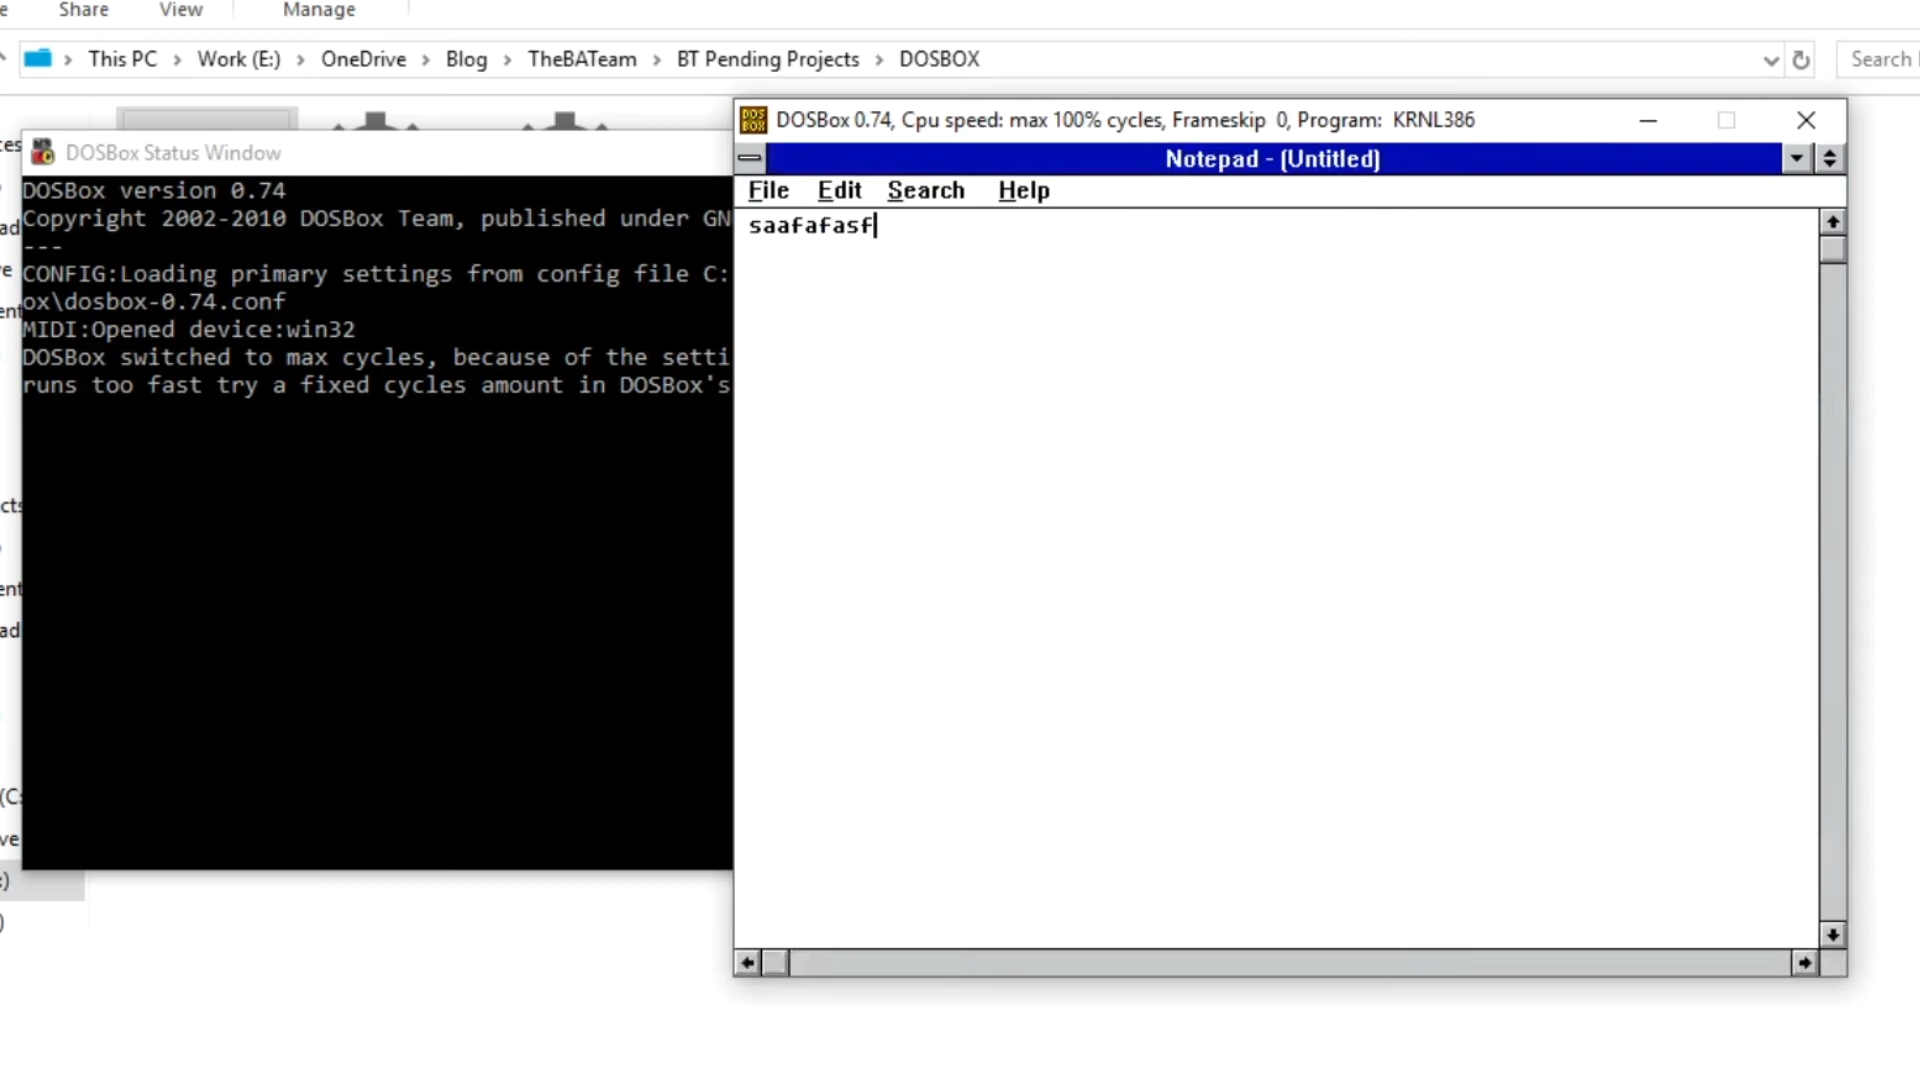 Share View Manage
This PC > Work (E:) > OneDrive > Blog > TheBATeam > BT Pending Projects > DOSBOX
Search
DOSBox Status Window
DOSBox version 0.74
Copyright 2002-2010 DOSBox Team, published under GN
---
CONFIG:Loading primary settings from config file C:
ox\dosbox-0.74.conf
MIDI:Opened device:win32
DOSBox switched to max cycles, because of the setti
runs too fast try a fixed cycles amount in DOSBox's
DOSBox 0.74, Cpu speed: max 100% cycles, Frameskip 0, Program: KRNL386
Notepad - (Untitled)
File Edit Search Help
saafafasf